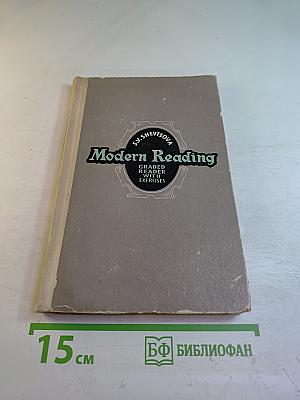 S.V. SHEVTSOVA
Modern Reading
GRADED
READER
WITH
EXERCISES
15 см
БФ БИБЛИОФАН